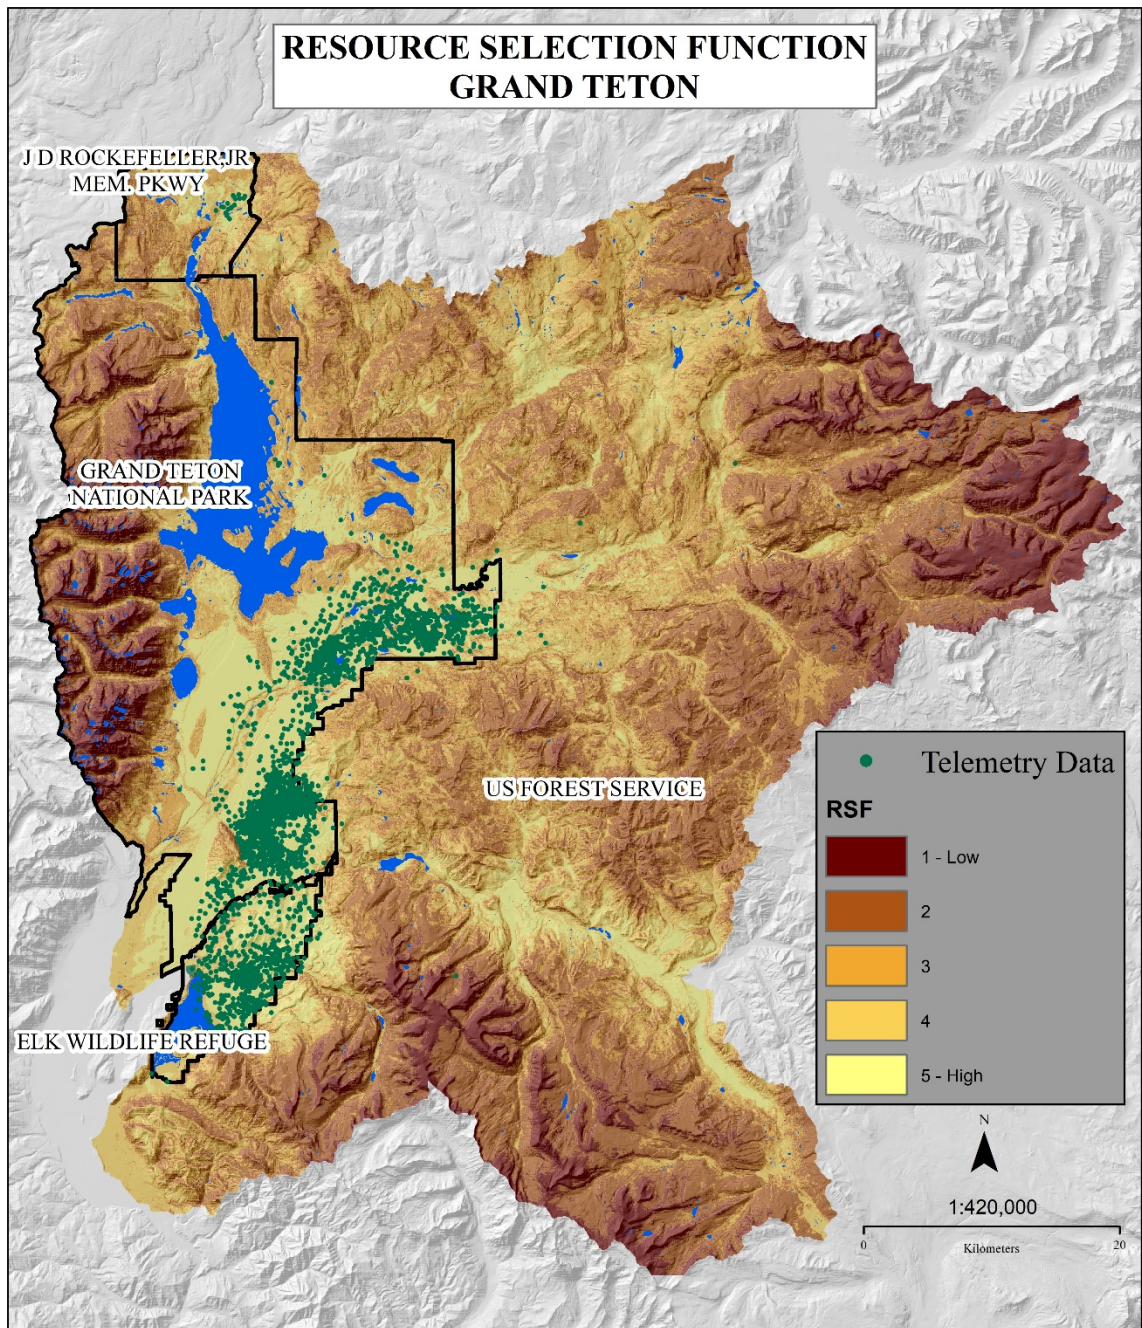 RESOURCE SELECTION FUNCTION
GRAND TETON
J D ROCKEFELLER,JR
MEM. PKWY
GRAND TETON
NATIONAL PARK
US FOREST SERVICE
ELK WILDLIFE REFUGE
Telemetry Data
RSF
1 - Low
2
3
4
5 - High
N
1:420,000
0 20
Kilometers